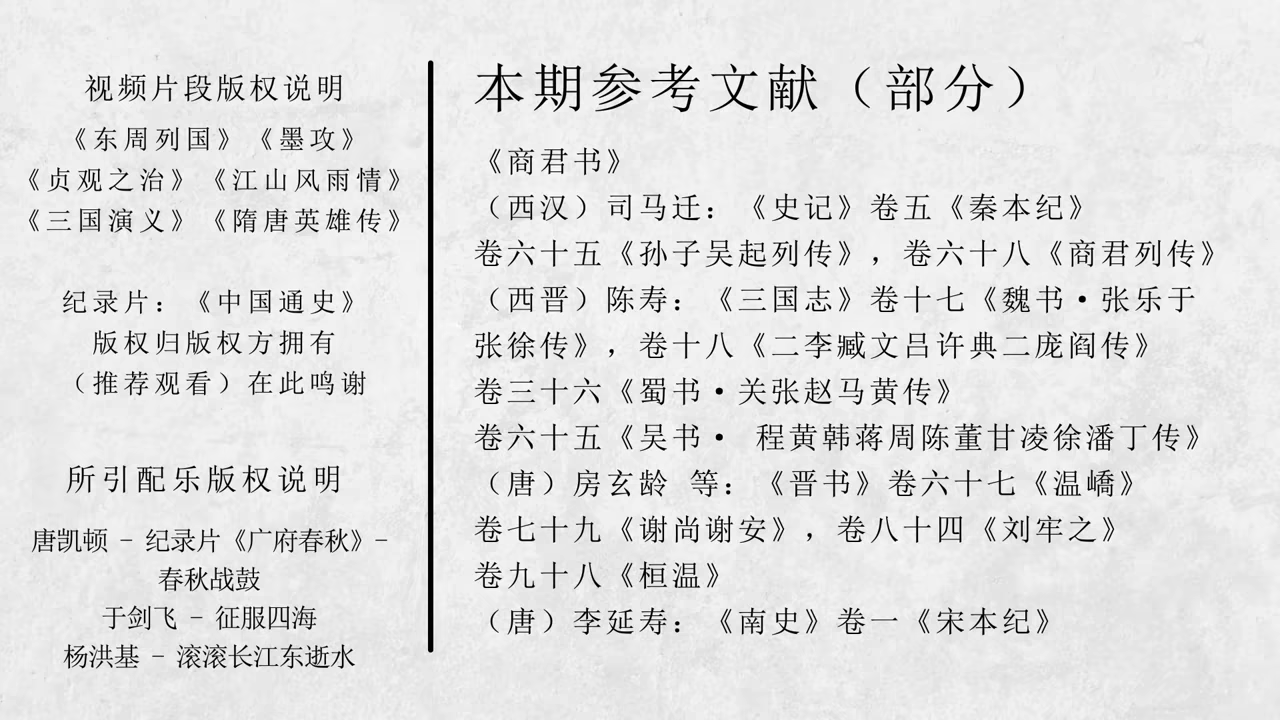 视频片段版权说明
《东周列国》《墨攻》
《贞观之治》《江山风雨情》
《三国演义》《隋唐英雄传》
纪录片：《中国通史》
版权归版权方拥有
（推荐观看）在此鸣谢
所引配乐版权说明
唐凯顿 – 纪录片《广府春秋》–
春秋战鼓
于剑飞 – 征服四海
杨洪基 – 滚滚长江东逝水
本期参考文献（部分）
《商君书》
（西汉）司马迁：《史记》卷五《秦本纪》
卷六十五《孙子吴起列传》，卷六十八《商君列传》
（西晋）陈寿：《三国志》卷十七《魏书•张乐于
张徐传》，卷十八《二李臧文吕许典二庞阎传》
卷三十六《蜀书•关张赵马黄传》
卷六十五《吴书• 程黄韩蒋周陈董甘凌徐潘丁传》
（唐）房玄龄 等：《晋书》卷六十七《温嶠》
卷七十九《谢尚谢安》，卷八十四《刘牢之》
卷九十八《桓温》
（唐）李延寿：《南史》卷一《宋本纪》